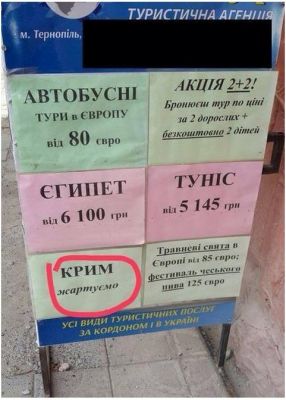 ТУРИСТИЧНА АГЕНЦІЯ
м. Тернопіль,
АВТОБУСНІ
ТУРИ в ЄВРОПУ
від 80 євро
АКЦІЯ 2+2!
Бронюєш тур по ціні
за 2 дорослих +
безкоштовно 2 дітей
ЄГИПЕТ
від 6 100 грн
ТУНІС
від 5 145 грн
КРИМ
жартуємо
Травневі свята в
Європі від 85 євро;
фестиваль чеського
пива 125 євро
УСІ ВИДИ ТУРИСТИЧНИХ ПОСЛУГ
ЗА КОРДОНОМ І В УКРАЇНІ